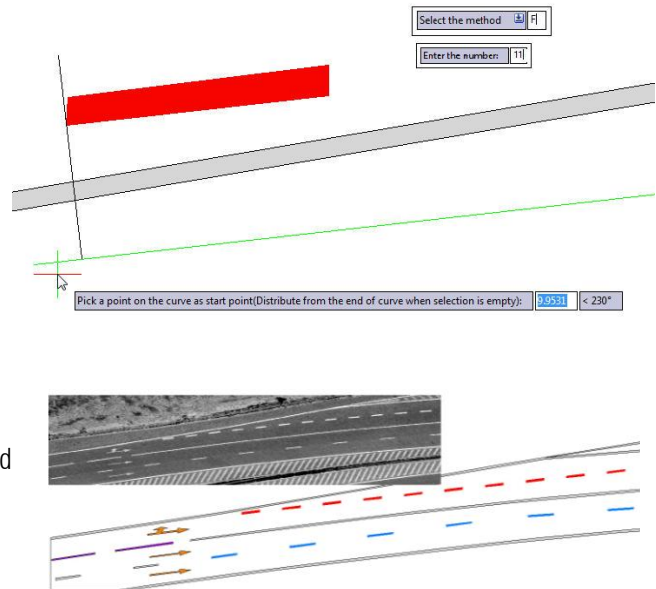 Select the method F
Enter the number: 11
Pick a point on the curve as start point(Distribute from the end of curve when selection is empty): 9.9531 < 230°
d